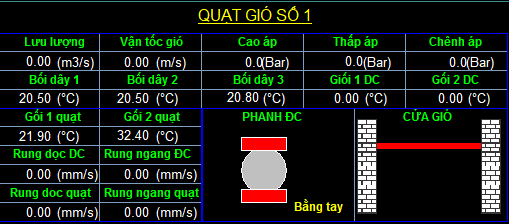 QUAT GIÓ SỐ 1
Lưu lượng Vận tốc gió Cao áp Thấp áp Chênh áp
0.00 (m3/s) 0.00 (m/s) 0.0(Bar) 0.0(Bar) 0.0(Bar)
Bối dây 1 Bối dây 2 Bối dây 3 Giối 1 DC Gối 2 DC
20.50 (°C) 20.50 (°C) 20.80 (°C) 0.00 (°C) 0.00 (°C)
Gối 1 quạt Gối 2 quạt PHANH ĐC CỬA GIÓ
21.90 (°C) 32.40 (°C)
Rung dọc DC Rung ngang ĐC
0.00 (mm/s) 0.00 (mm/s)
Rung doc quạt Rung ngang quạt
0.00 (mm/s) 0.00 (mm/s) Bằng tay